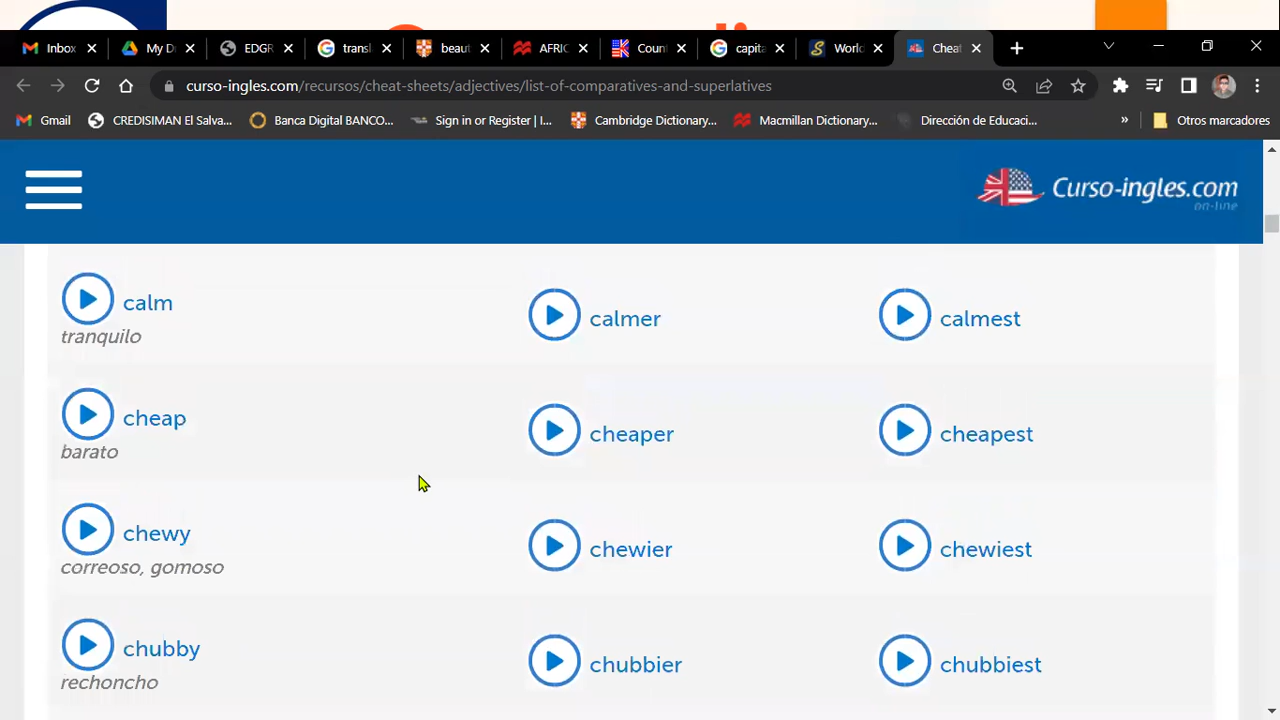 Inbox My D EDGR transl beaut AFRIC Coun capita World Cheat
curso-ingles.com/recursos/cheat-sheets/adjectives/list-of-comparatives-and-superlatives
Gmail CREDISIMAN El Salva... Banca Digital BANCO... Sign in or Register | I... Cambridge Dictionary,... Macmillan Dictionary... Dirección de Educaci... » Otros marcadores
Curso-ingles.com
on-line
calm calmer calmest
tranquilo
cheap cheaper cheapest
barato
chewy chewier chewiest
correoso, gomoso
chubby chubbier chubbiest
rechoncho